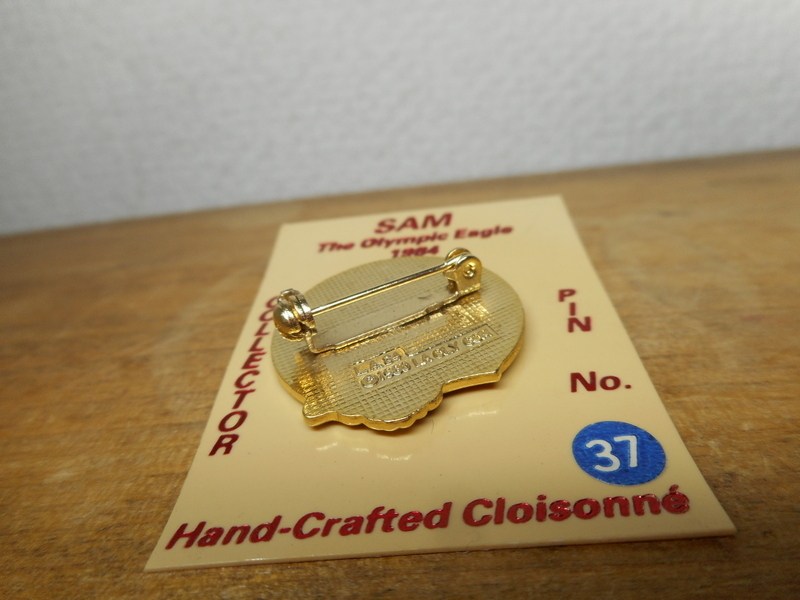 SAM
The Olympic Eagle
1984
COLLECTOR
PIN
No.
37
Hand-Crafted Cloisonné